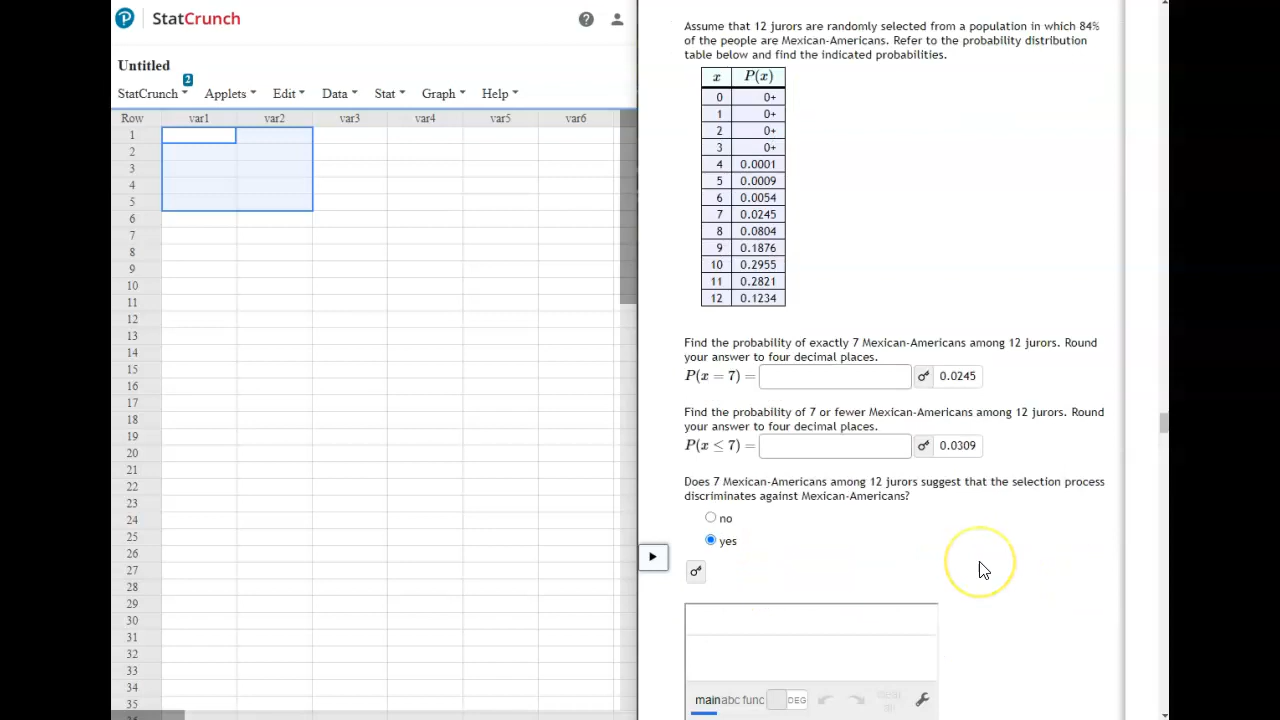 StatCrunch
Untitled
2
StatCrunch Applets Edit Data Stat Graph Help
Row var1 var2 var3 var4 var5 var6
1
2
3
4
5
6
7
8
9
10
11
12
13
14
15
16
17
18
19
20
21
22
23
24
25
26
27
28
29
30
31
32
33
34
35
Assume that 12 jurors are randomly selected from a population in which 84%
of the people are Mexican-Americans. Refer to the probability distribution
table below and find the indicated probabilities.
x P(x)
0 0+
1 0+
2 0+
3 0+
4 0.0001
5 0.0009
6 0.0054
7 0.0245
8 0.0804
9 0.1876
10 0.2955
11 0.2821
12 0.1234
Find the probability of exactly 7 Mexican-Americans among 12 jurors. Round
your answer to four decimal places.
P(x = 7) = 0.0245
Find the probability of 7 or fewer Mexican-Americans among 12 jurors. Round
your answer to four decimal places.
P(x ≤ 7) = 0.0309
Does 7 Mexican-Americans among 12 jurors suggest that the selection process
discriminates against Mexican-Americans?
no
yes
main abc func DEG